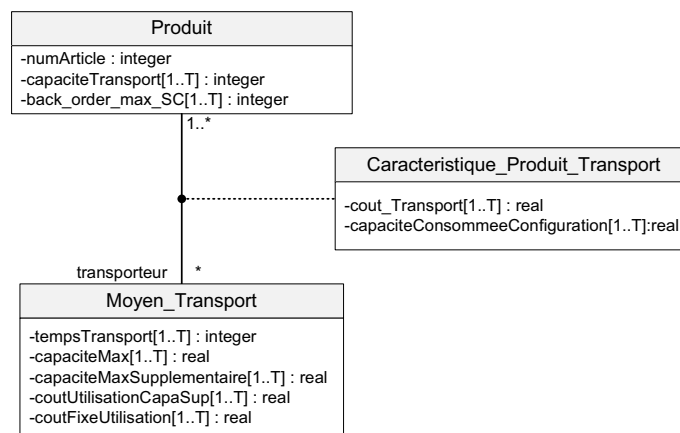 Produit
-numArticle : integer
-capaciteTransport[1..T] : integer
-back_order_max_SC[1..T] : integer
1..*
Caracteristique_Produit_Transport
-cout_Transport[1..T] : real
-capaciteConsommeeConfiguration[1..T]:real
transporteur *
Moyen_Transport
-tempsTransport[1..T] : integer
-capaciteMax[1..T] : real
-capaciteMaxSupplementaire[1..T] : real
-coutUtilisationCapaSup[1..T] : real
-coutFixeUtilisation[1..T] : real